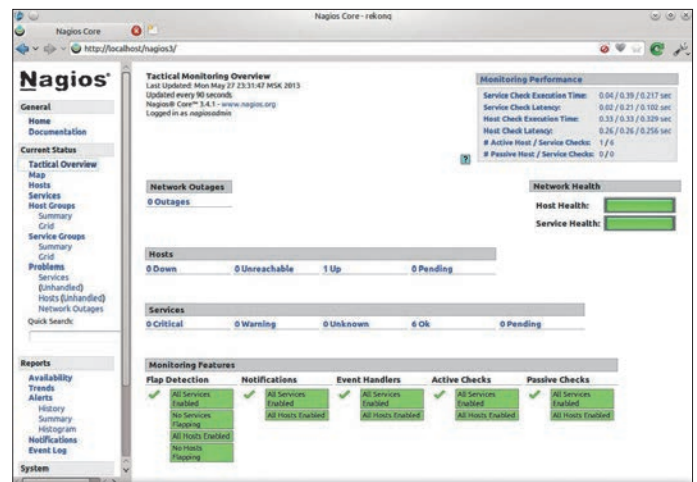 Nagios Core - rekonq
Nagios Core
http://localhost/nagios3/
Nagios®
General
Home
Documentation
Current Status
Tactical Overview
Map
Hosts
Services
Host Groups
Summary
Grid
Service Groups
Summary
Grid
Problems
Services
(Unhandled)
Hosts (Unhandled)
Network Outages
Quick Search:
Reports
Availability
Trends
Alerts
History
Summary
Histogram
Notifications
Event Log
System
Tactical Monitoring Overview
Last Updated: Mon May 27 23:31:47 MSK 2013
Updated every 90 seconds
Nagios® Core™ 3.4.1 - www.nagios.org
Logged in as nagiosadmin
Monitoring Performance
Service Check Execution Time: 0.04 / 0.39 / 0.217 sec
Service Check Latency: 0.02 / 0.21 / 0.102 sec
Host Check Execution Time: 0.33 / 0.33 / 0.329 sec
Host Check Latency: 0.26 / 0.26 / 0.256 sec
# Active Host / Service Checks: 1 / 6
# Passive Host / Service Checks: 0 / 0
?
Network Outages
0 Outages
Network Health
Host Health:
Service Health:
Hosts
0 Down 0 Unreachable 1 Up 0 Pending
Services
0 Critical 0 Warning 0 Unknown 6 Ok 0 Pending
Monitoring Features
Flap Detection Notifications Event Handlers Active Checks Passive Checks
All Services Enabled All Services Enabled All Services Enabled All Services Enabled All Services Enabled
No Services Flapping All Hosts Enabled All Hosts Enabled All Hosts Enabled All Hosts Enabled
All Hosts Enabled
No Hosts Flapping